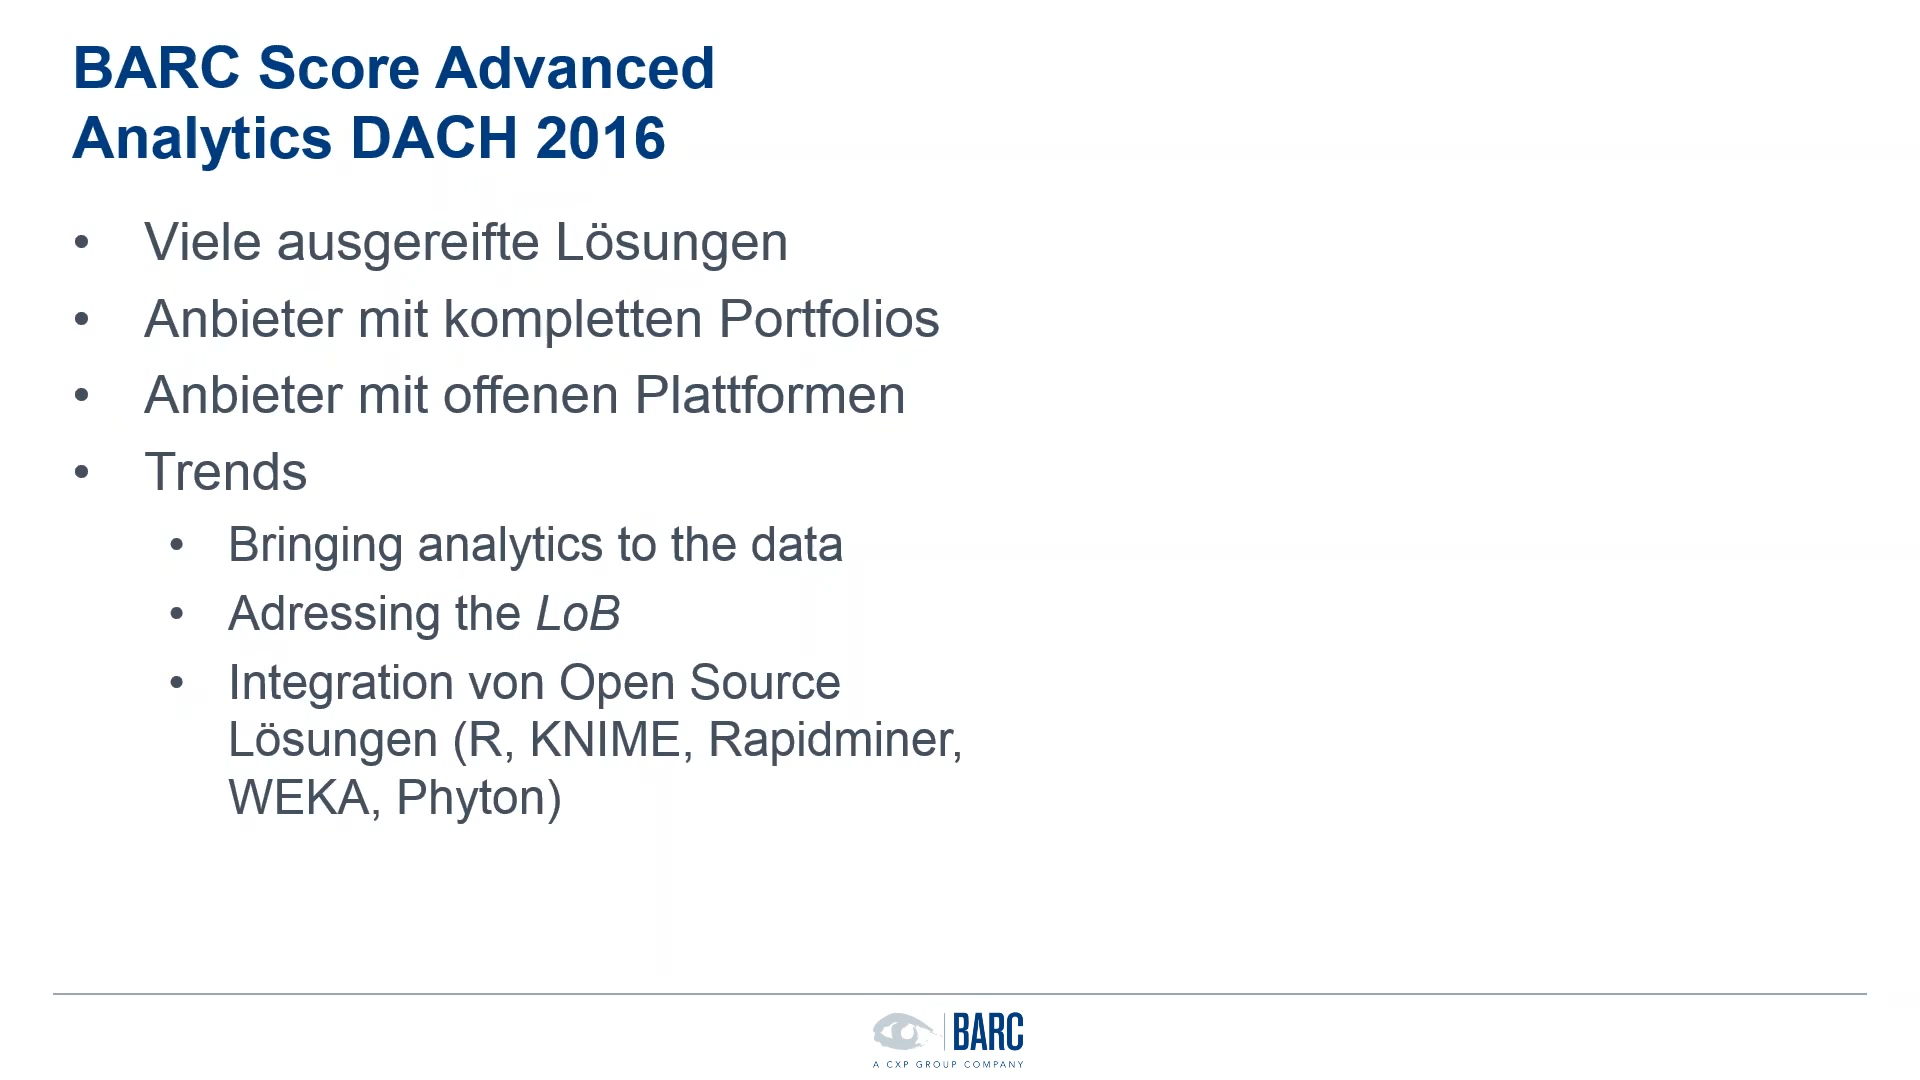 BARC Score Advanced
Analytics DACH 2016
• Viele ausgereifte Lösungen
• Anbieter mit kompletten Portfolios
• Anbieter mit offenen Plattformen
• Trends
• Bringing analytics to the data
• Adressing the LoB
• Integration von Open Source
Lösungen (R, KNIME, Rapidminer,
WEKA, Phyton)
BARC
A CXP GROUP COMPANY